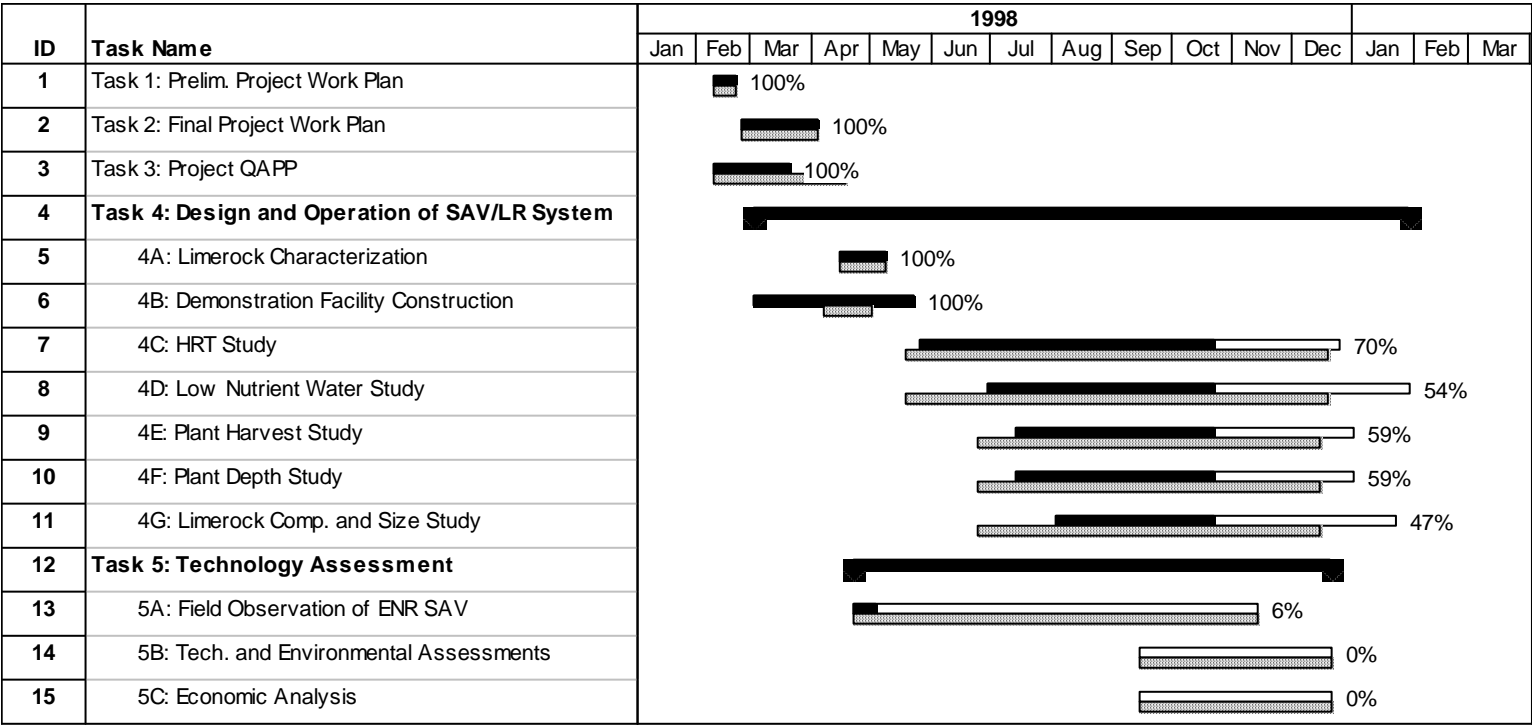 1998
ID Task Name Jan Feb Mar Apr May Jun Jul Aug Sep Oct Nov Dec Jan Feb Mar
1 Task 1: Prelim. Project Work Plan 100%
2 Task 2: Final Project Work Plan 100%
3 Task 3: Project QAPP 100%
4 Task 4: Design and Operation of SAV/LR System
5 4A: Limerock Characterization 100%
6 4B: Demonstration Facility Construction 100%
7 4C: HRT Study 70%
8 4D: Low Nutrient Water Study 54%
9 4E: Plant Harvest Study 59%
10 4F: Plant Depth Study 59%
11 4G: Limerock Comp. and Size Study 47%
12 Task 5: Technology Assessment
13 5A: Field Observation of ENR SAV 6%
14 5B: Tech. and Environmental Assessments 0%
15 5C: Economic Analysis 0%